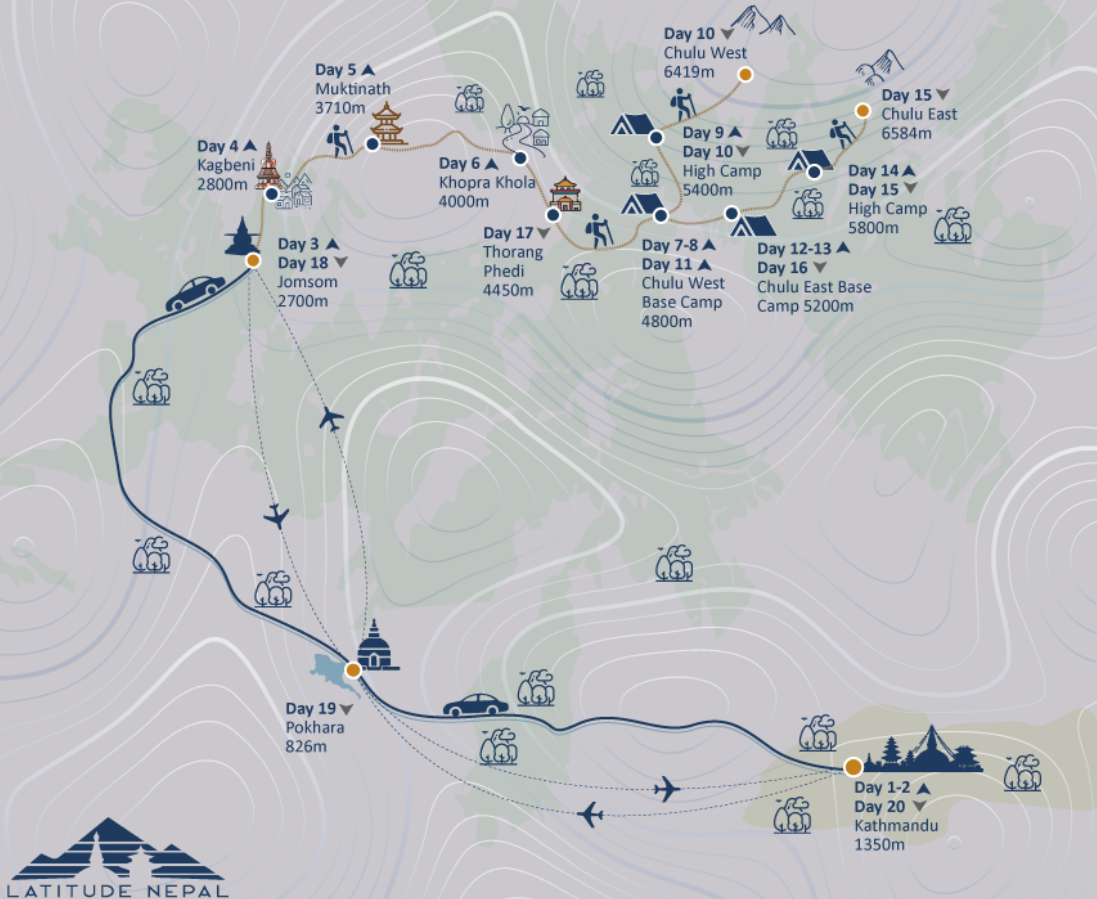 Day 10
Chulu West
6419m
Day 5
Muktinath
3710m
Day 15
Chulu East
6584m
Day 4
Kagbeni
2800m
Day 9
Day 10
High Camp
5400m
Day 6
Khopra Khola
4000m
Day 14
Day 15
High Camp
5800m
Day 3
Day 18
Jomsom
2700m
Day 17
Thorang
Phedi
4450m
Day 7-8
Day 11
Chulu West
Base Camp
4800m
Day 12-13
Day 16
Chulu East Base
Camp 5200m
Day 19
Pokhara
826m
Day 1-2
Day 20
Kathmandu
1350m
LATITUDE NEPAL